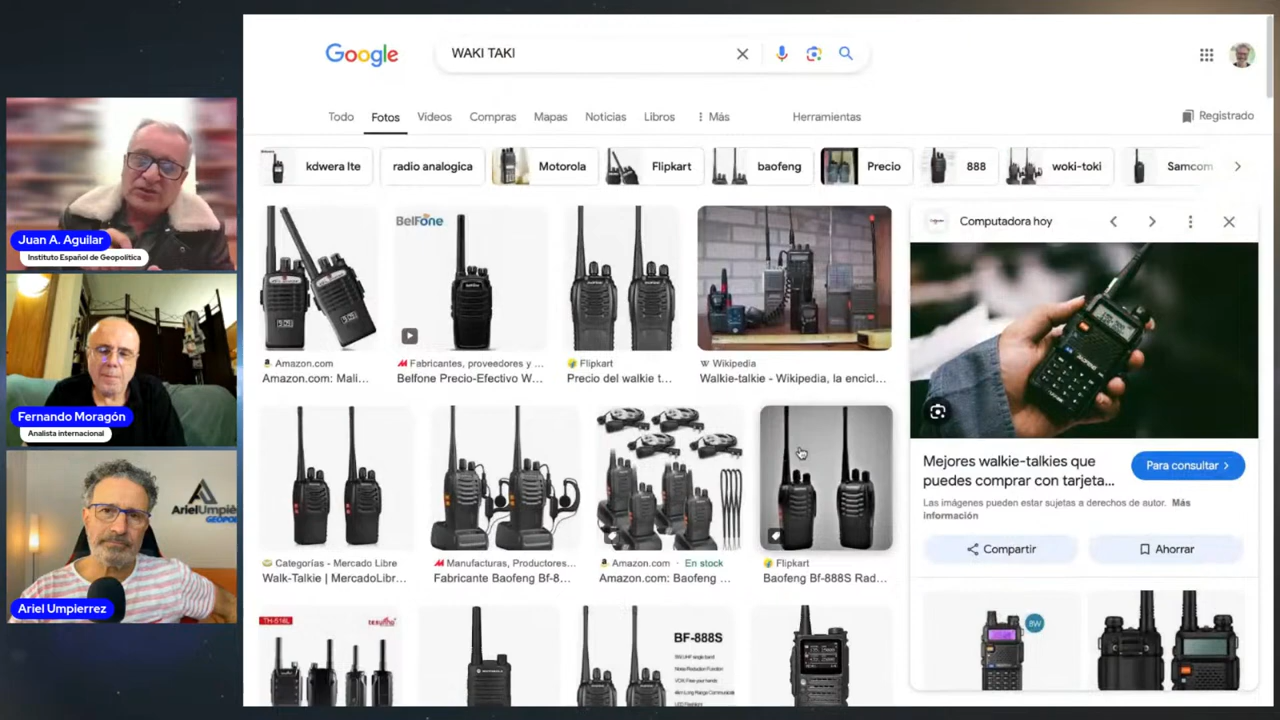 Google
WAKI TAKI
Todo
Fotos
Videos
Compras
Mapas
Noticias
Libros
Más
Herramientas
Registrado
kdwera lte
radio analogica
Motorola
Flipkart
baofeng
Precio
888
woki-toki
Samcom
Juan A. Aguilar
Instituto Español de Geopolítica
Fernando Moragón
Analista internacional
ArielUmpié
GEOPOL
Ariel Umpierrez
BelFone
Amazon.com
Amazon.com: Mali...
Fabricantes, proveedores y ...
Belfone Precio-Efectivo W...
Flipkart
Precio del walkie t...
Wikipedia
Walkie-talkie - Wikipedia, la encicl...
Categorías - Mercado Libre
Walk-Talkie | MercadoLibr...
Manufacturas, Productores...
Fabricante Baofeng Bf-8...
Amazon.com · En stock
Amazon.com: Baofeng ...
Flipkart
Baofeng Bf-888S Rad...
TH-516L
BF-888S
Computadora hoy
Mejores walkie-talkies que
puedes comprar con tarjeta...
Para consultar
Las imágenes pueden estar sujetas a derechos de autor. Más
Información
Compartir
Ahorrar
8W